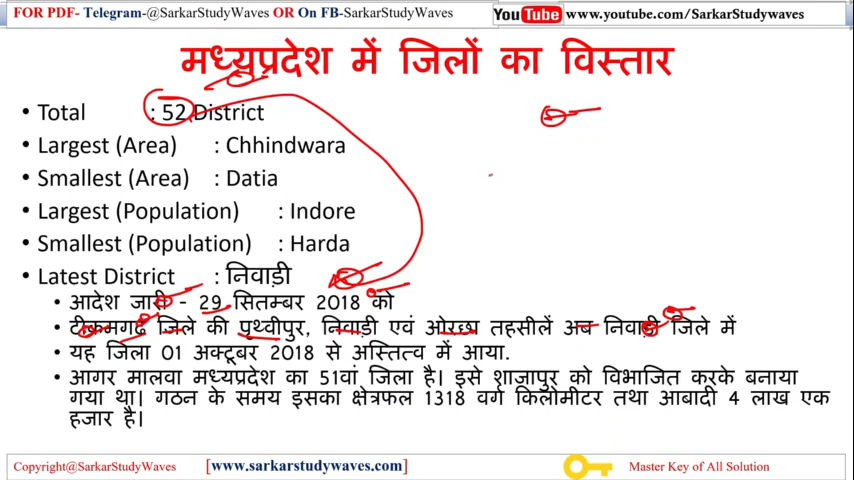 FOR PDF- Telegram-@SarkarStudyWaves OR On FB-SarkarStudyWaves
You Tube www.youtube.com/SarkarStudywaves
मध्यप्रदेश में जिलों का विस्तार
• Total : 52 District
• Largest (Area) : Chhindwara
• Smallest (Area) : Datia
• Largest (Population) : Indore
• Smallest (Population) : Harda
• Latest District : निवाड़ी
• आदेश जारी - 29 सितम्बर 2018 को
• टीकमगढ़ जिले की पृथ्वीपुर, निवाड़ी एवं ओरछा तहसीलें अब निवाड़ी जिले में
• यह जिला 01 अक्टूबर 2018 से अस्तित्व में आया.
• आगर मालवा मध्यप्रदेश का 51वां जिला है। इसे शाजापुर को विभाजित करके बनाया
गया था। गठन के समय इसका क्षेत्रफल 1318 वर्ग किलोमीटर तथा आबादी 4 लाख एक
हजार है।
Copyright@SarkarStudyWaves [www.sarkarstudywaves.com] Master Key of All Solution